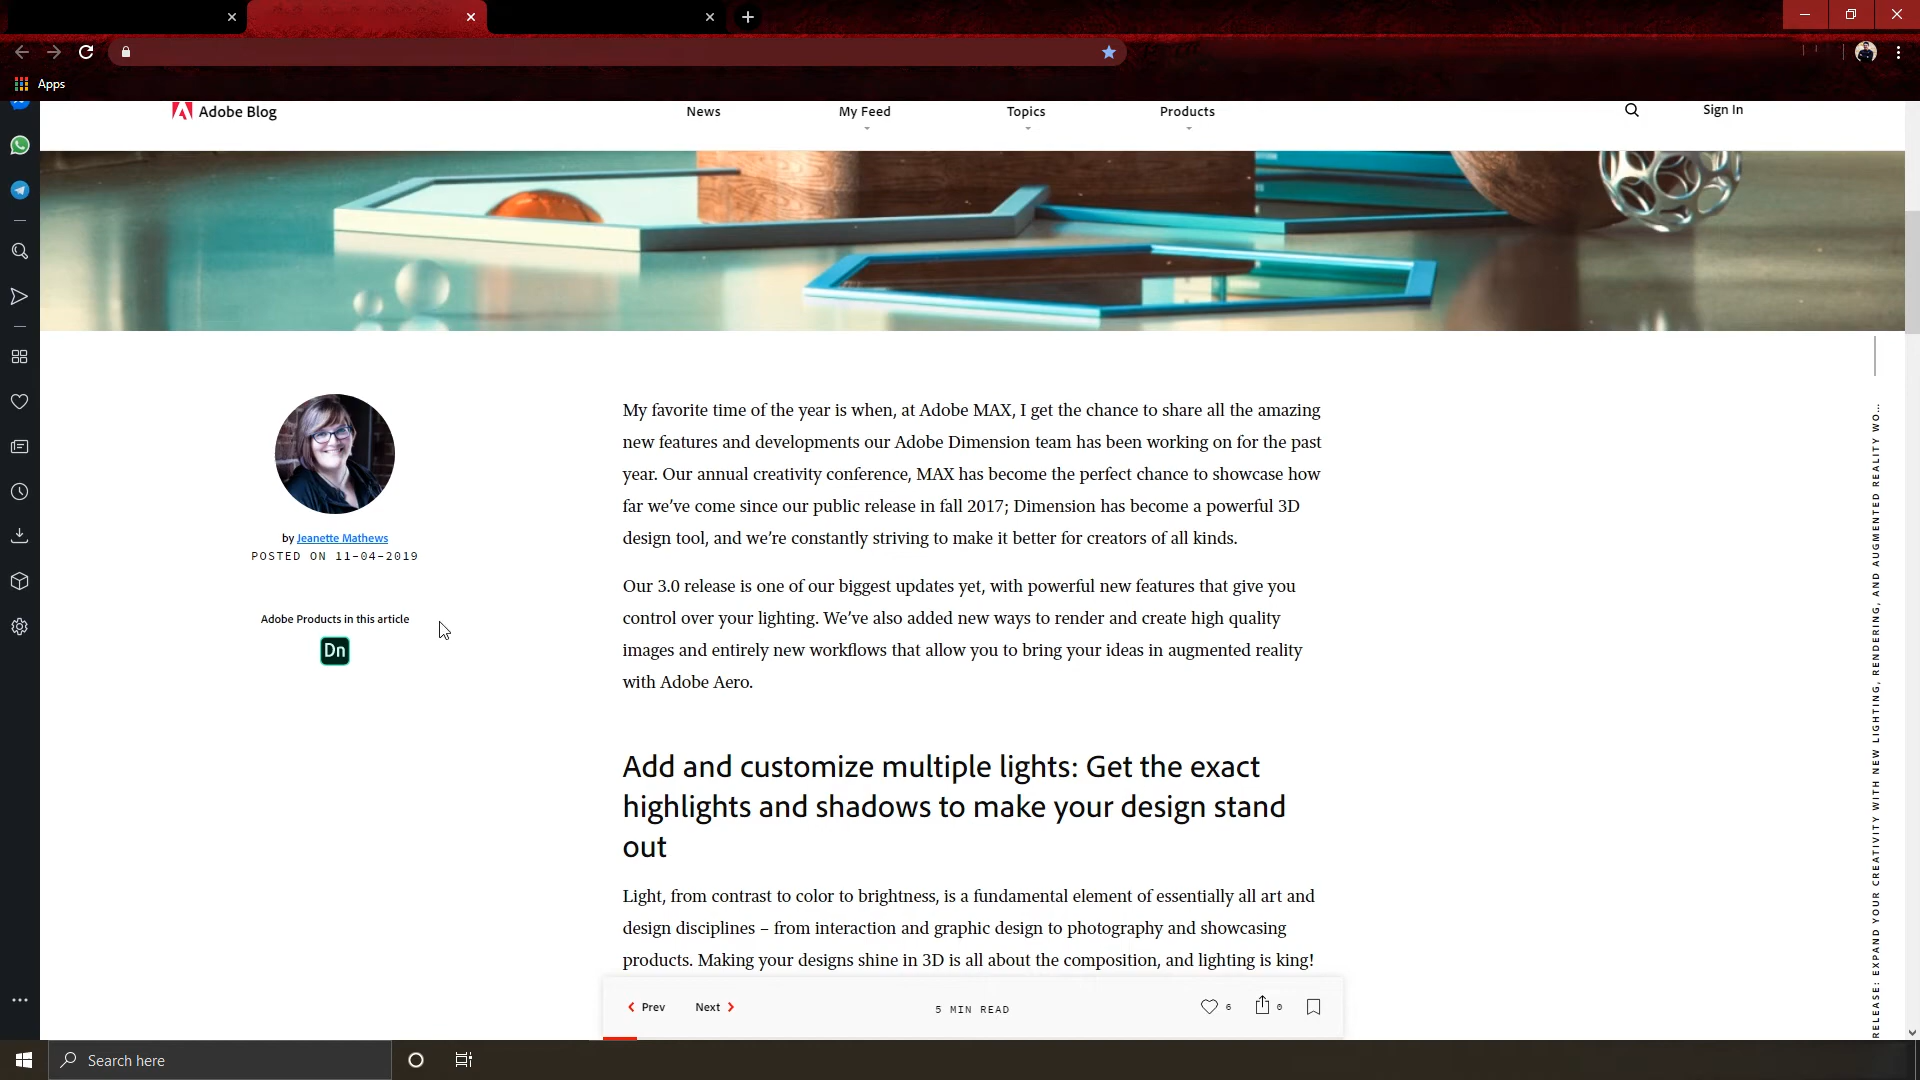 Apps
Adobe Blog
News
My Feed
Topics
Products
Sign In
My favorite time of the year is when, at Adobe MAX, I get the chance to share all the amazing
new features and developments our Adobe Dimension team has been working on for the past
year. Our annual creativity conference, MAX has become the perfect chance to showcase how
far we’ve come since our public release in fall 2017; Dimension has become a powerful 3D
design tool, and we’re constantly striving to make it better for creators of all kinds.
by Jeanette Mathews
POSTED ON 11-04-2019
Adobe Products in this article
Dn
Our 3.0 release is one of our biggest updates yet, with powerful new features that give you
control over your lighting. We’ve also added new ways to render and create high quality
images and entirely new workflows that allow you to bring your ideas in augmented reality
with Adobe Aero.
Add and customize multiple lights: Get the exact
highlights and shadows to make your design stand
out
Light, from contrast to color to brightness, is a fundamental element of essentially all art and
design disciplines – from interaction and graphic design to photography and showcasing
products. Making your designs shine in 3D is all about the composition, and lighting is king!
RELEASE: EXPAND YOUR CREATIVITY WITH NEW LIGHTING, RENDERING, AND AUGMENTED REALITY WO...
Prev
Next
5 MIN READ
6
0
Search here